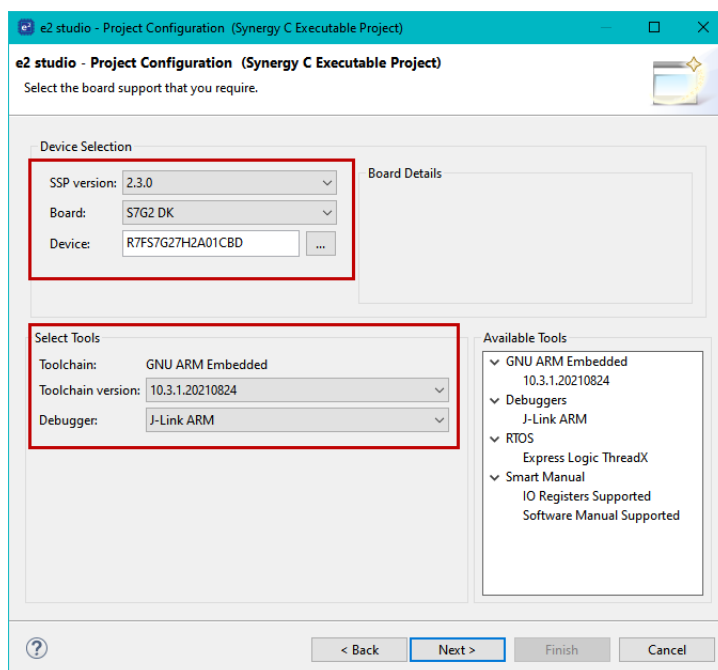 e2 e2 studio - Project Configuration (Synergy C Executable Project)
e2 studio - Project Configuration (Synergy C Executable Project)
Select the board support that you require.
Device Selection
SSP version: 2.3.0
Board: S7G2 DK
Device: R7FS7G27H2A01CBD ...
Board Details
Select Tools
Toolchain: GNU ARM Embedded
Toolchain version: 10.3.1.20210824
Debugger: J-Link ARM
Available Tools
GNU ARM Embedded
10.3.1.20210824
Debuggers
J-Link ARM
RTOS
Express Logic ThreadX
Smart Manual
IO Registers Supported
Software Manual Supported
? < Back Next > Finish Cancel